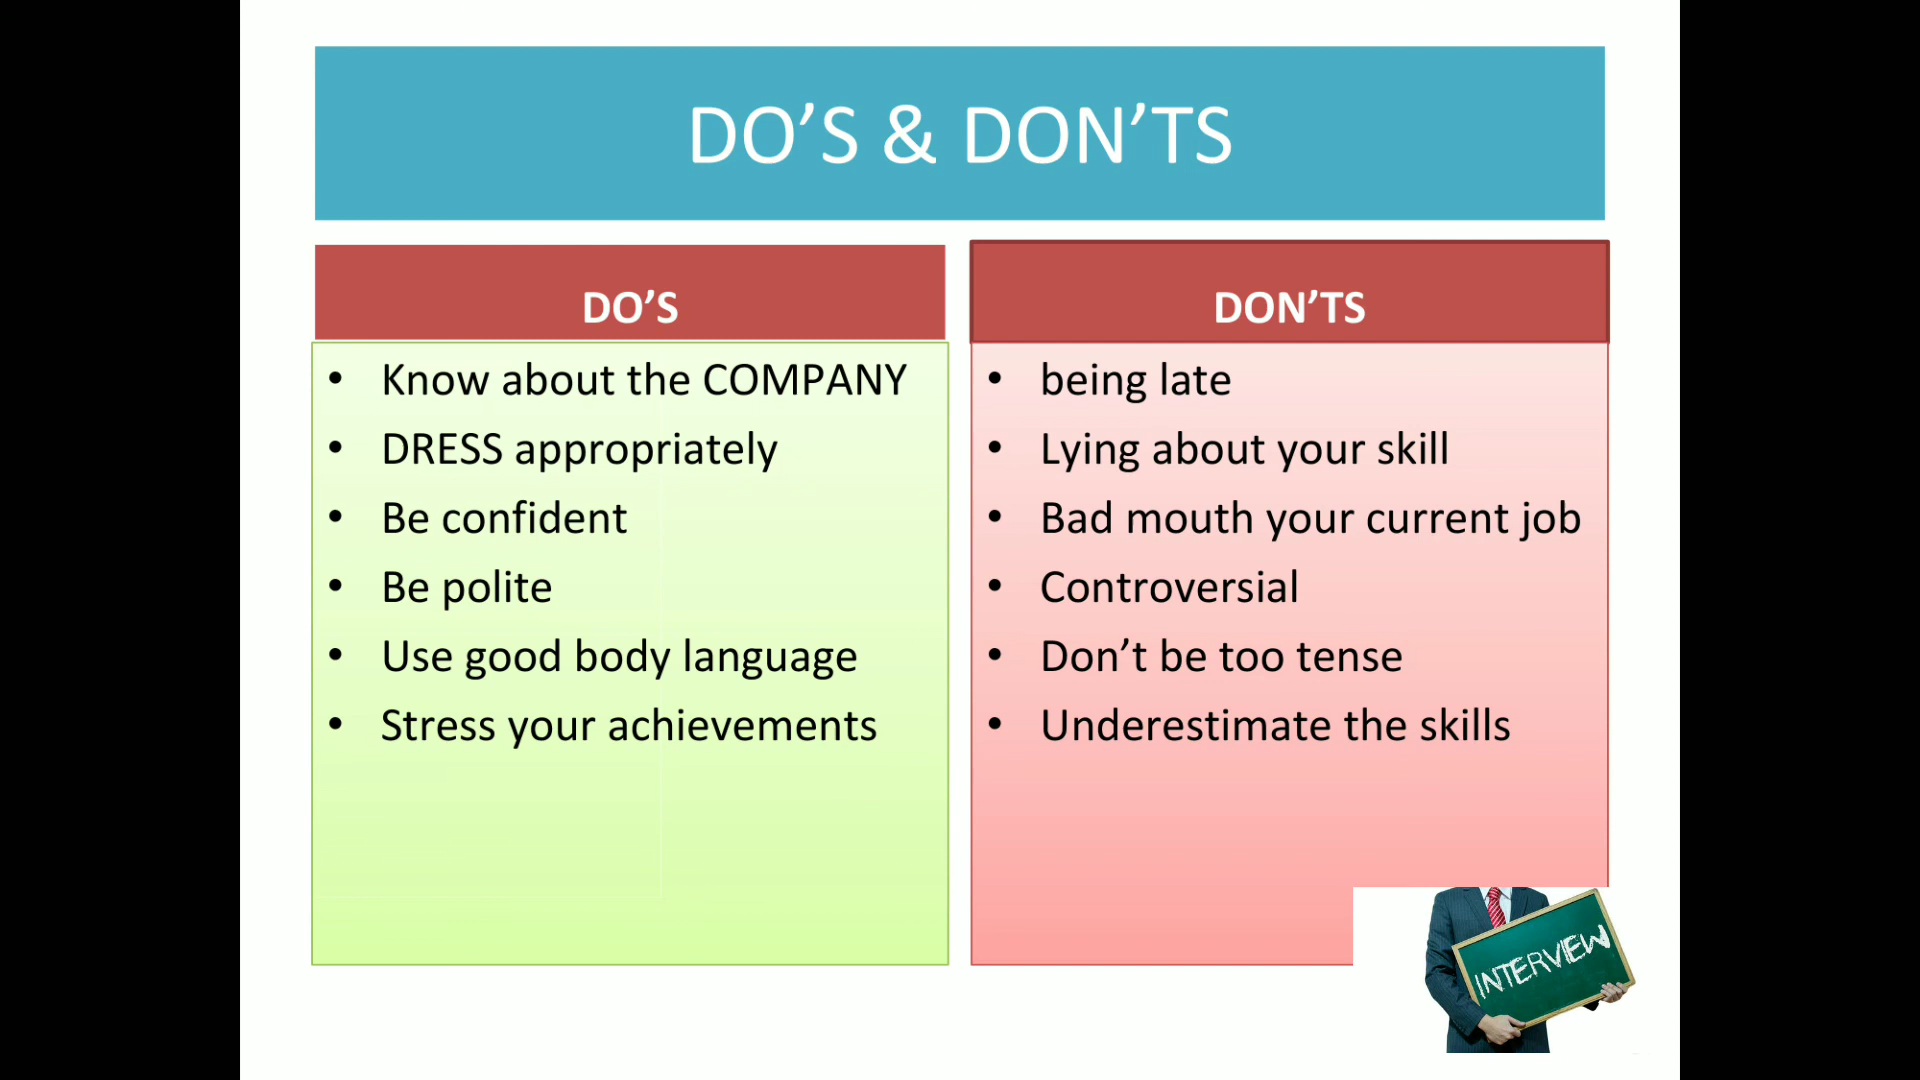 DO’S & DON’TS
DO’S
• Know about the COMPANY
• DRESS appropriately
• Be confident
• Be polite
• Use good body language
• Stress your achievements
DON’TS
• being late
• Lying about your skill
• Bad mouth your current job
• Controversial
• Don’t be too tense
• Underestimate the skills
INTERVIEW